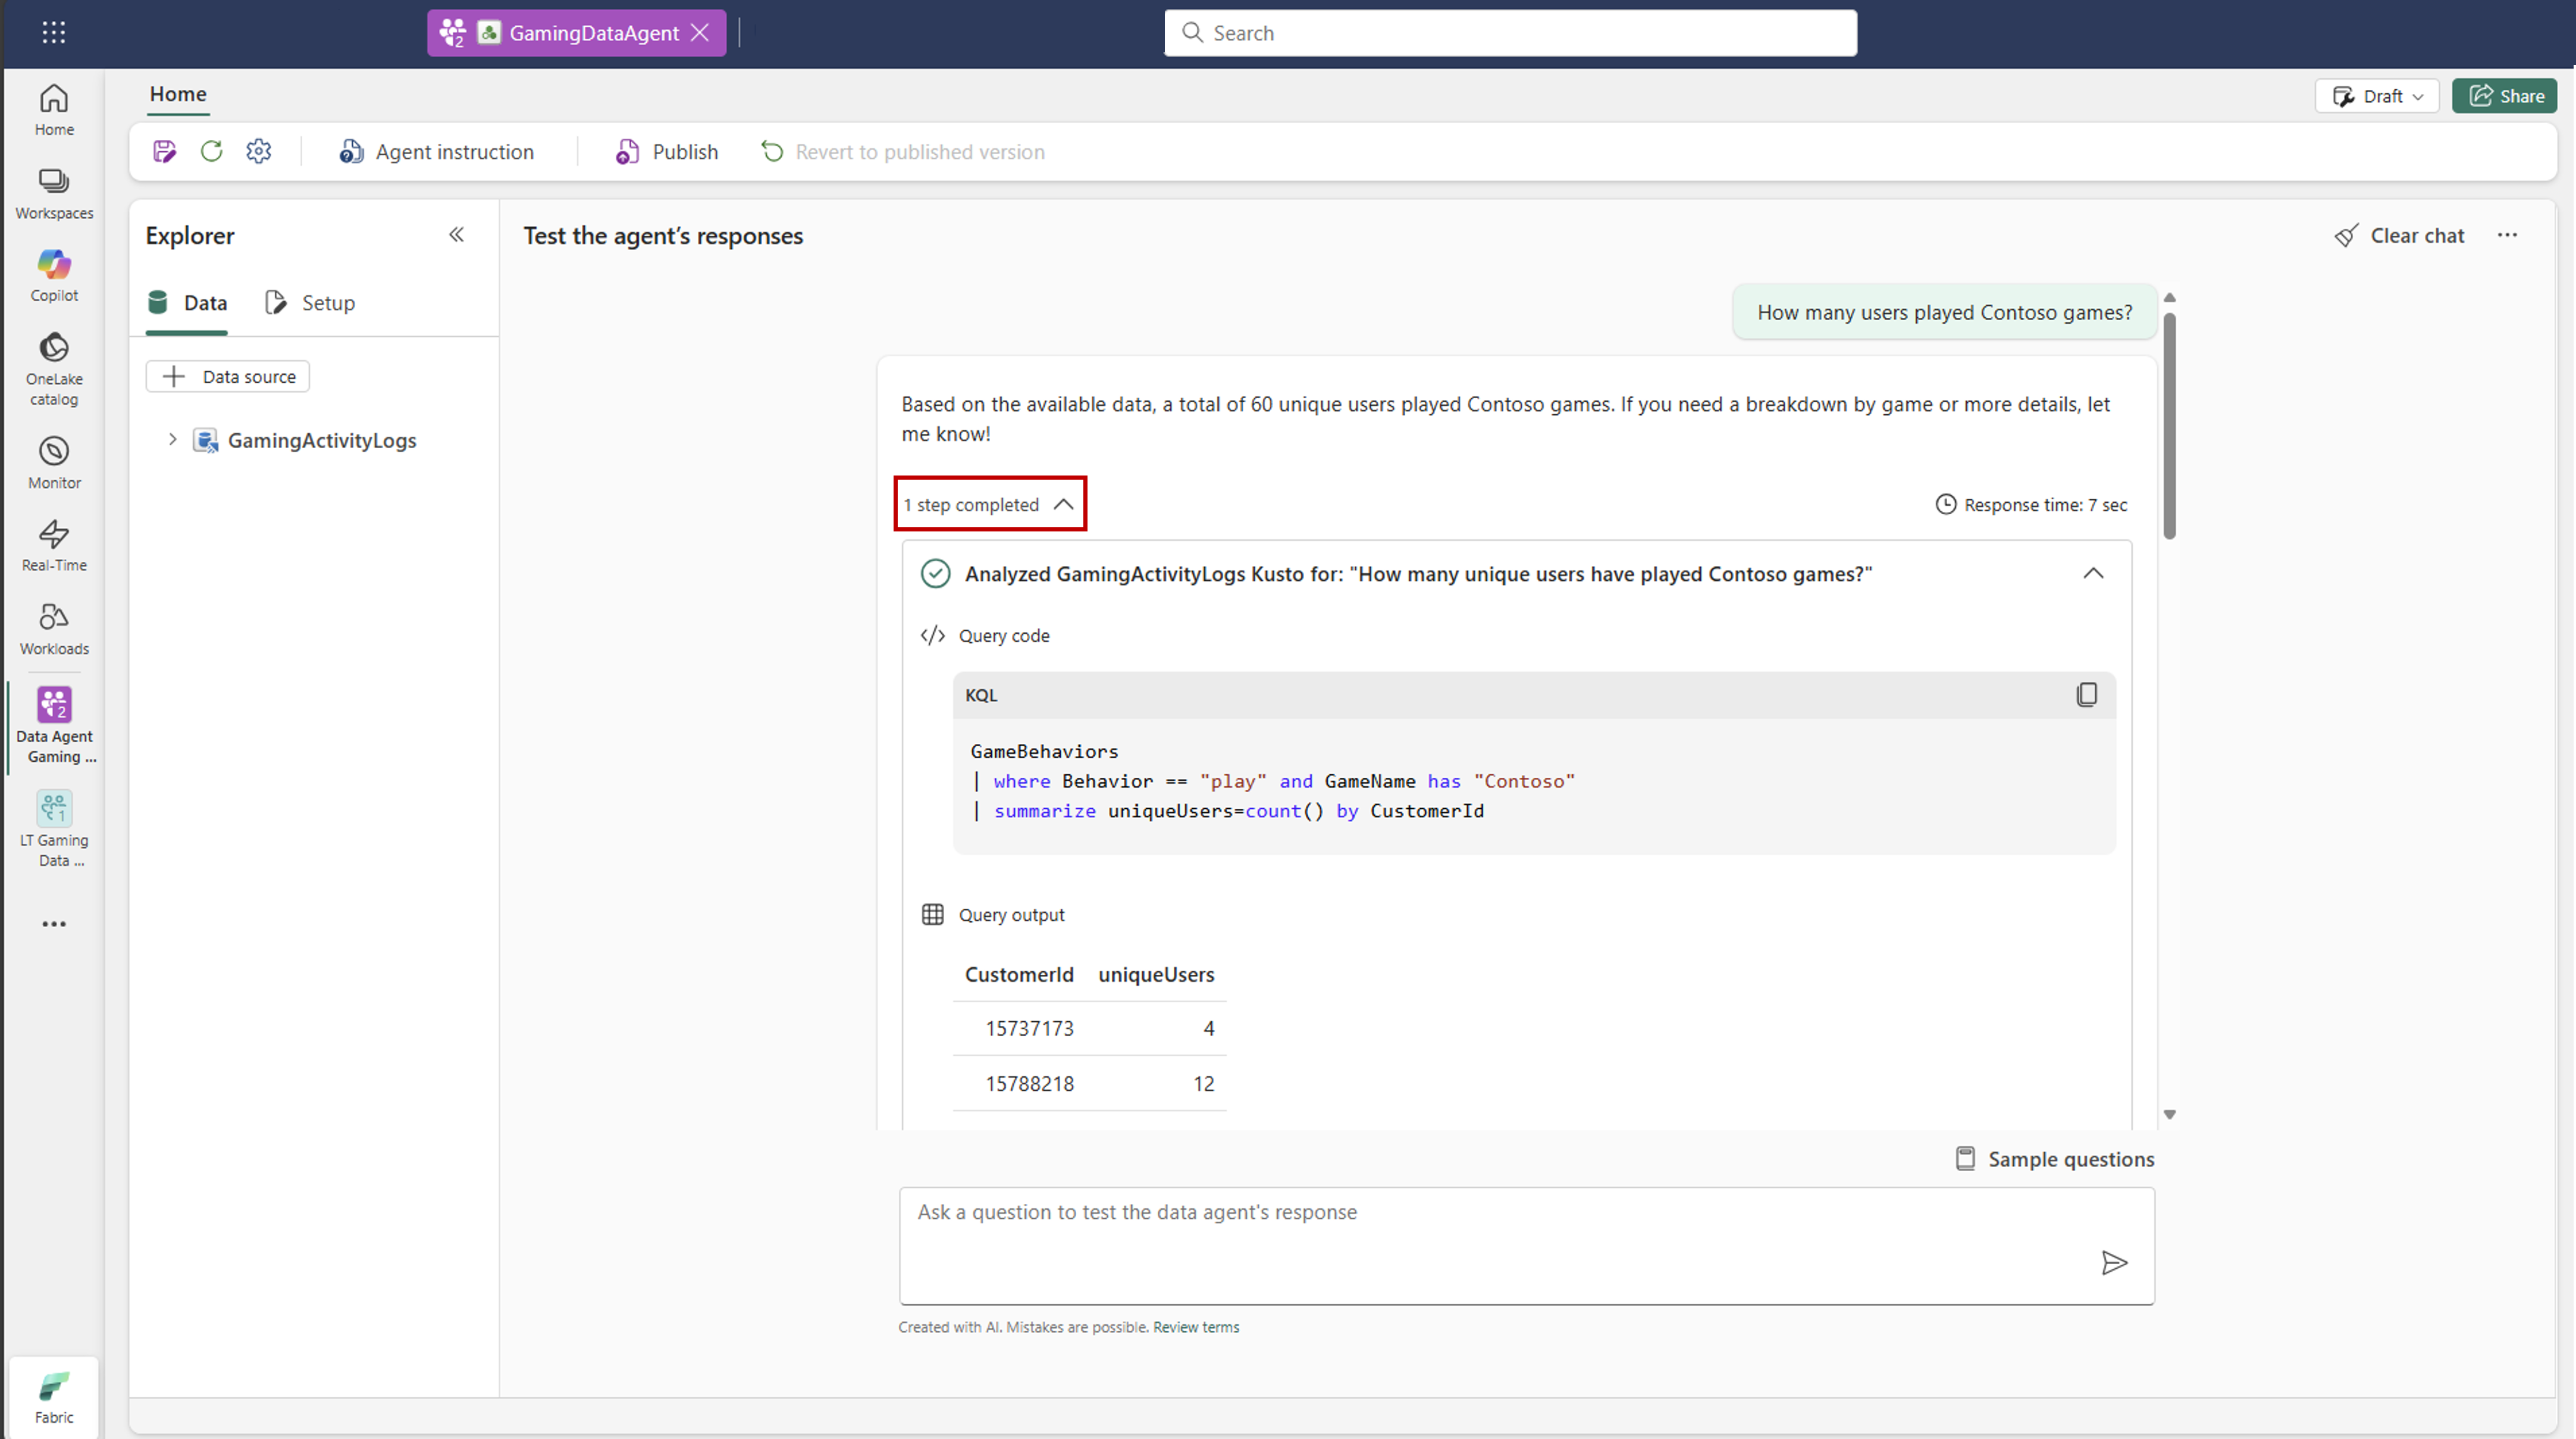 2 GamingDataAgent
Search
Home
Draft
Share
Agent instruction
Publish
Revert to published version
Home
Workspaces
Copilot
OneLake
catalog
Monitor
Real-Time
Workloads
2
Data Agent
Gaming ...
1
LT Gaming
Data ...
Fabric
Explorer
Data
Setup
Data source
GamingActivityLogs
Test the agent's responses
Clear chat
How many users played Contoso games?
Based on the available data, a total of 60 unique users played Contoso games. If you need a breakdown by game or more details, let
me know!
1 step completed
Response time: 7 sec
Analyzed GamingActivityLogs Kusto for: "How many unique users have played Contoso games?"
</> Query code
KQL
GameBehaviors
| where Behavior == "play" and GameName has "Contoso"
| summarize uniqueUsers=count() by CustomerId
Query output
CustomerId uniqueUsers
15737173 4
15788218 12
Sample questions
Ask a question to test the data agent's response
Created with AI. Mistakes are possible. Review terms